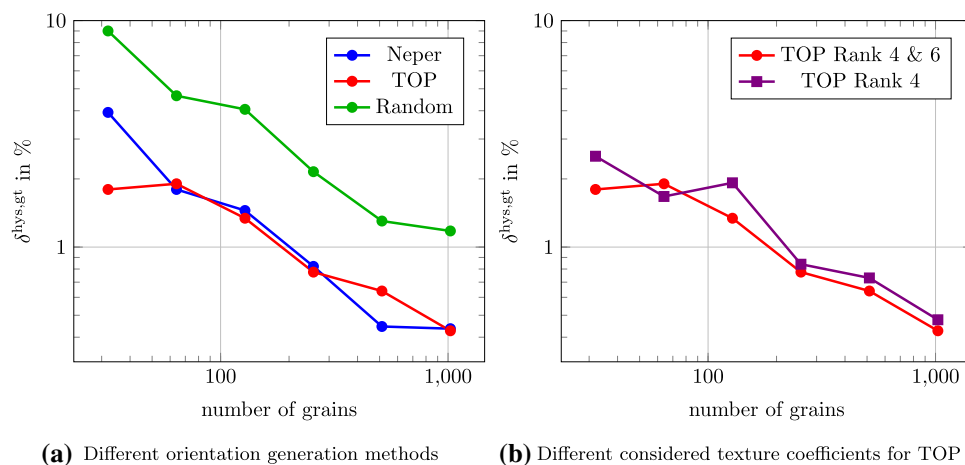 10
1
δ^hys,gt in %
Neper
TOP
Random
100
1,000
number of grains
(a) Different orientation generation methods
10
1
δ^hys,gt in %
TOP Rank 4 & 6
TOP Rank 4
100
1,000
number of grains
(b) Different considered texture coefficients for TOP